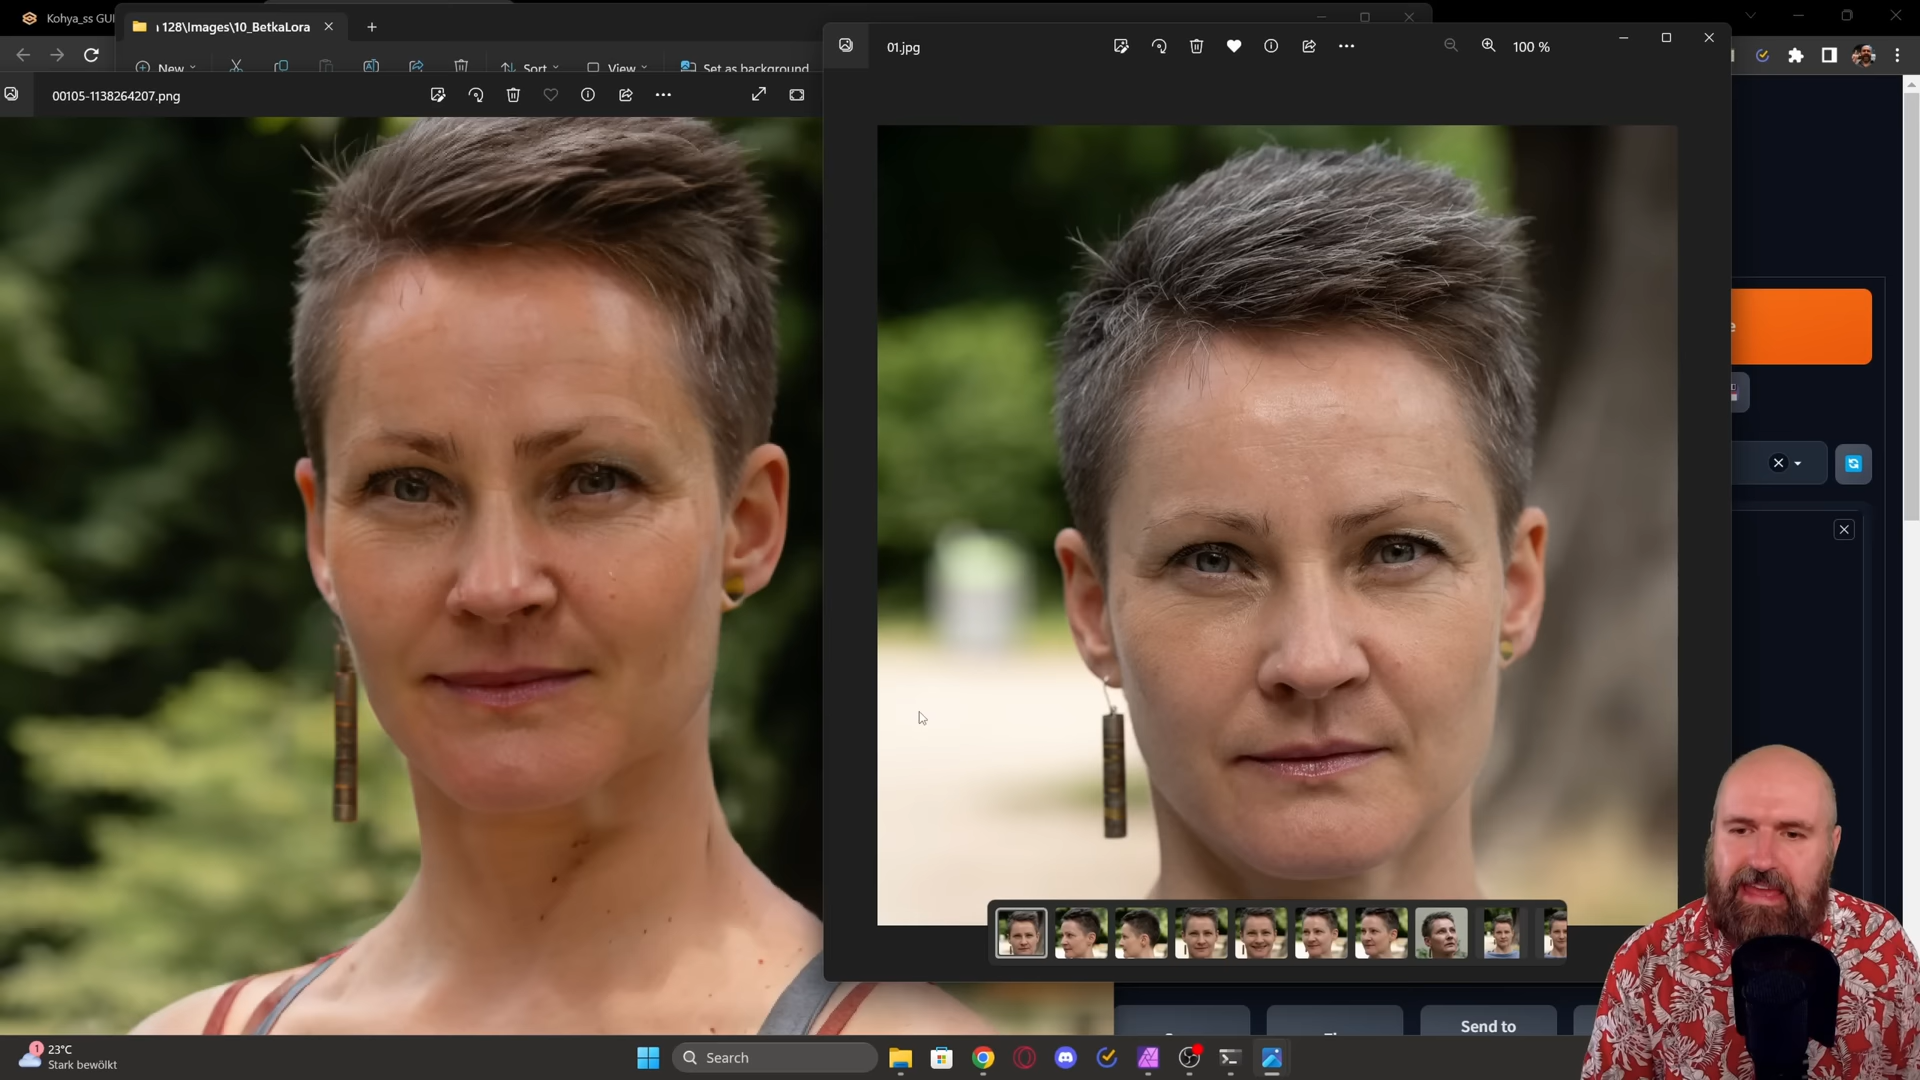 Kohya_ss GUI
128\Images\10_BetkaLora
New
Sort
View
Set as background
01.jpg
100 %
00105-1138264207.png
Send to
1
23°C
Stark bewölkt
Search